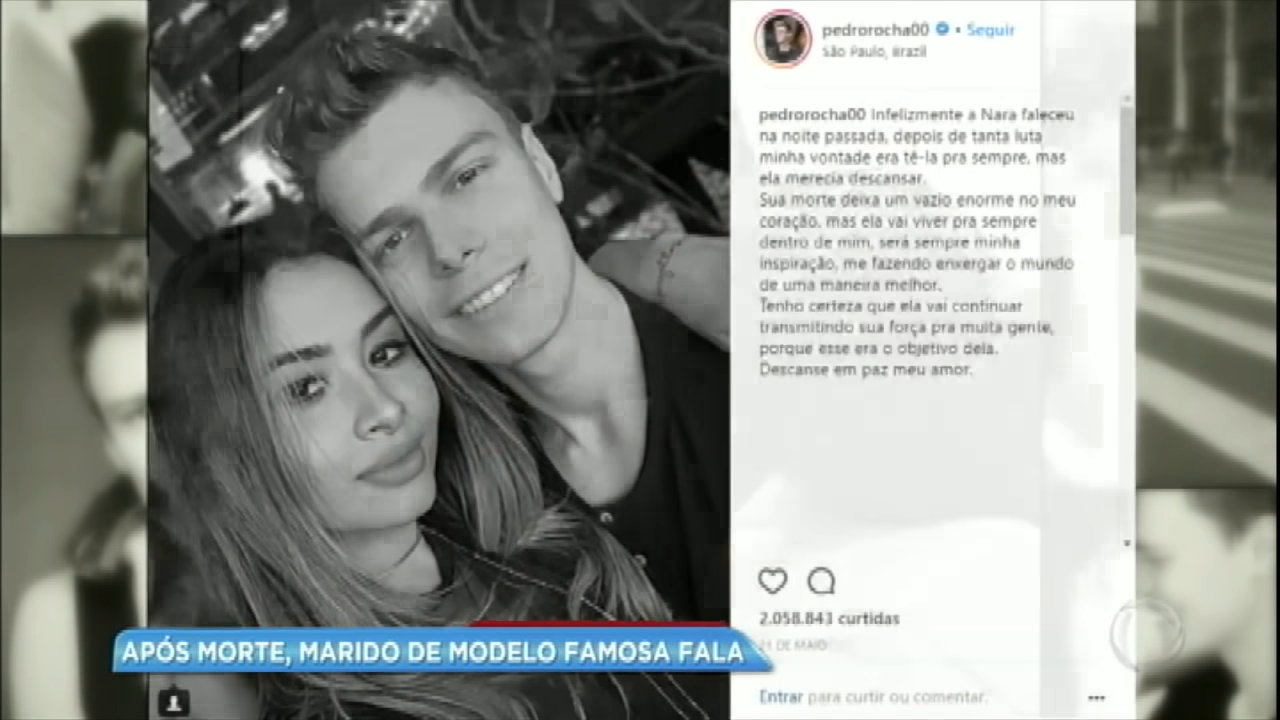 pedrorocha00 • Seguir
São Paulo, Brazil
pedrorocha00 Infelizmente a Nara faleceu
na noite passada, depois de tanta luta
minha vontade era tê-la pra sempre, mas
ela merecia descansar.
Sua morte deixa um vazio enorme no meu
coração, mas ela vai viver pra sempre
dentro de mim, será sempre minha
inspiração, me fazendo enxergar o mundo
de uma maneira melhor.
Tenho certeza que ela vai continuar
transmitindo sua força pra muita gente,
porque esse era o objetivo dela.
Descanse em paz meu amor.
2.058.843 curtidas
21 DE MAIO
Entrar para curtir ou comentar.
APÓS MORTE, MARIDO DE MODELO FAMOSA FALA